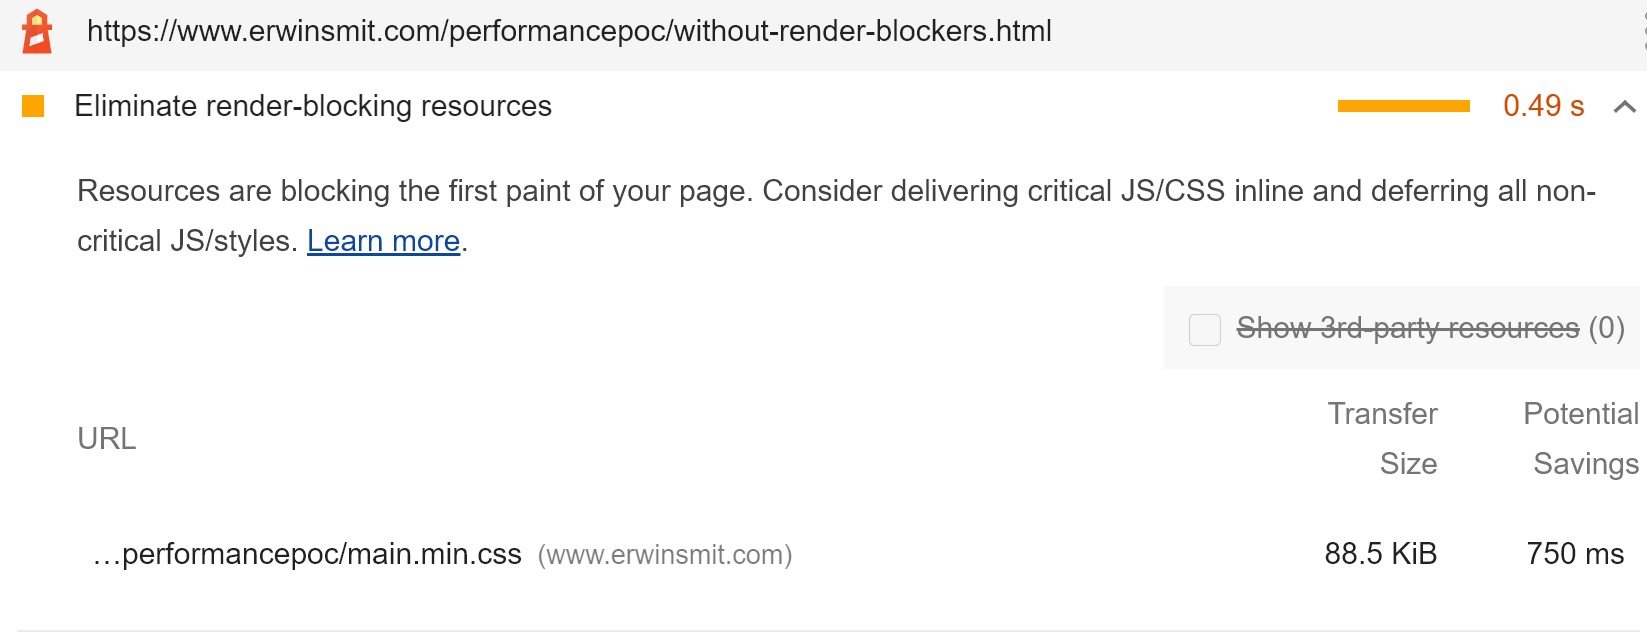 https://www.erwinsmit.com/performancepoc/without-render-blockers.html
Eliminate render-blocking resources 0.49 s
Resources are blocking the first paint of your page. Consider delivering critical JS/CSS inline and deferring all non-
critical JS/styles. Learn more.
Show 3rd-party resources (0)
URL
Transfer
Size
Potential
Savings
…performancepoc/main.min.css (www.erwinsmit.com) 88.5 KiB 750 ms